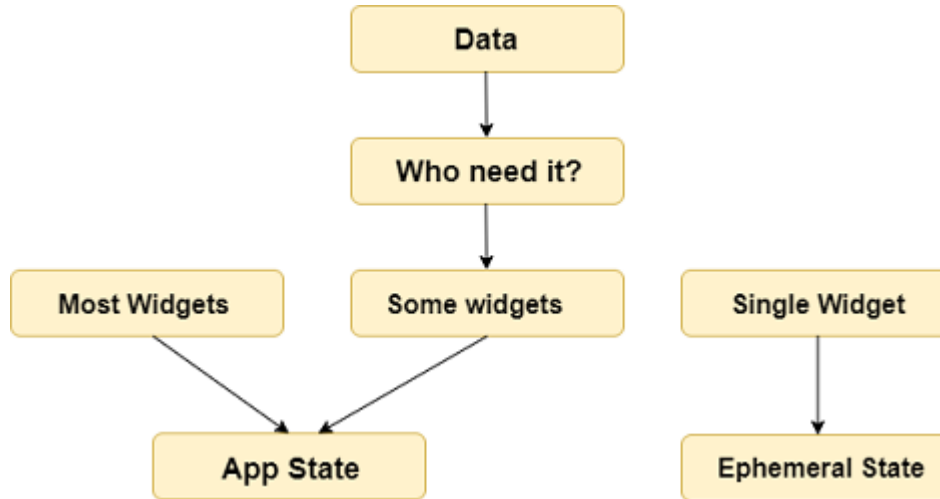 Data
Who need it?
Most Widgets
Some widgets
Single Widget
App State
Ephemeral State